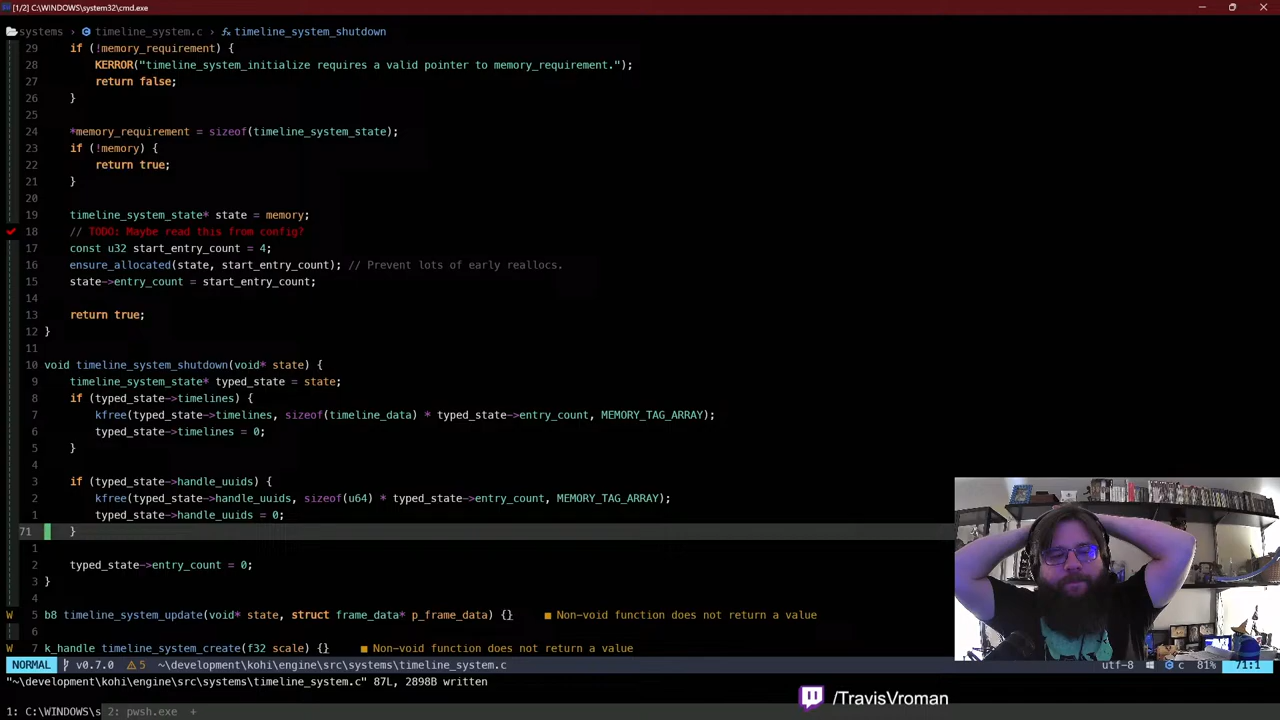 [1/2] C:\WINDOWS\system32\cmd.exe
systems > timeline_system.c > timeline_system_shutdown
29 if (!memory_requirement) {
28 KERROR("timeline_system_initialize requires a valid pointer to memory_requirement.");
27 return false;
26 }
25
24 *memory_requirement = sizeof(timeline_system_state);
23 if (!memory) {
22 return true;
21 }
20
19 timeline_system_state* state = memory;
18 // TODO: Maybe read this from config?
17 const u32 start_entry_count = 4;
16 ensure_allocated(state, start_entry_count); // Prevent lots of early reallocs.
15 state->entry_count = start_entry_count;
14
13 return true;
12 }
11
10 void timeline_system_shutdown(void* state) {
9 timeline_system_state* typed_state = state;
8 if (typed_state->timelines) {
7 kfree(typed_state->timelines, sizeof(timeline_data) * typed_state->entry_count, MEMORY_TAG_ARRAY);
6 typed_state->timelines = 0;
5 }
4
3 if (typed_state->handle_uuids) {
2 kfree(typed_state->handle_uuids, sizeof(u64) * typed_state->entry_count, MEMORY_TAG_ARRAY);
1 typed_state->handle_uuids = 0;
71 }
1
2 typed_state->entry_count = 0;
3 }
4
W 5 b8 timeline_system_update(void* state, struct frame_data* p_frame_data) {} ■ Non-void function does not return a value
6
W 7 k_handle timeline_system_create(f32 scale) {} ■ Non-void function does not return a value
NORMAL v0.7.0 5 ~\development\kohi\engine\src\systems\timeline_system.c utf-8 c 81% 71:1
"~\development\kohi\engine\src\systems\timeline_system.c" 87L, 2898B written
/TravisVroman
1: C:\WINDOWS\s 2: pwsh.exe +